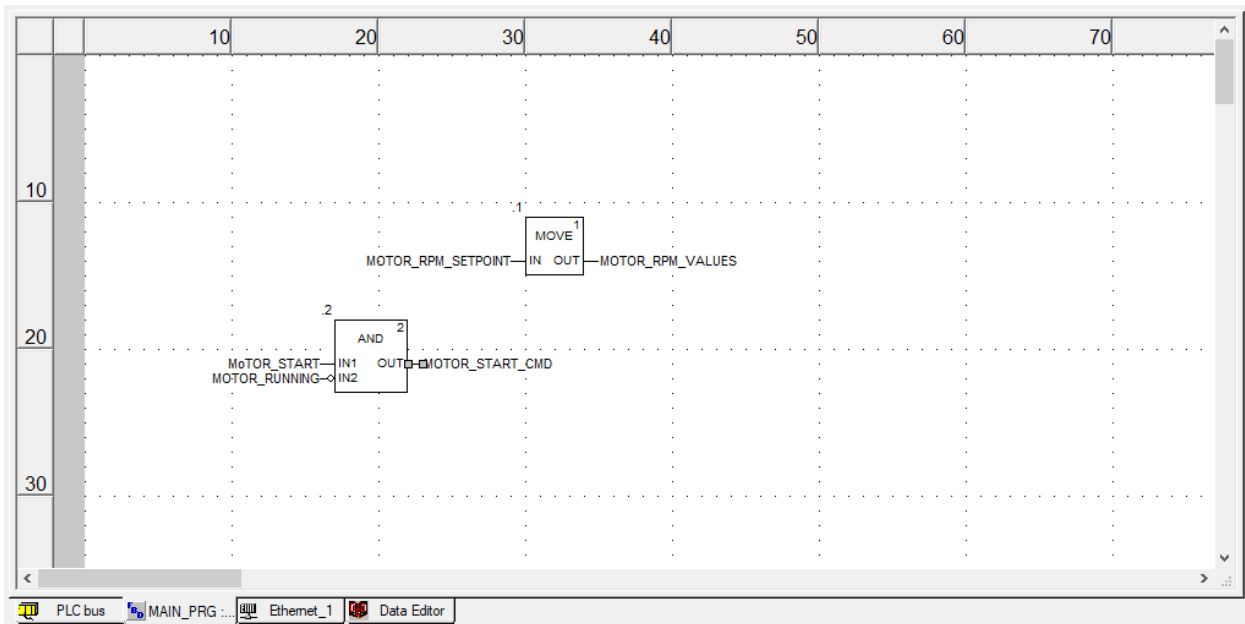 10 20 30 40 50 60 70
10
.1
1
MOVE
MOTOR_RPM_SETPOINT IN OUT MOTOR_RPM_VALUES
.2
2
AND
20
MoTOR_START IN1 OUT MOTOR_START_CMD
MOTOR_RUNNING IN2
30
PLC bus MAIN_PRG :... Ethernet_1 Data Editor